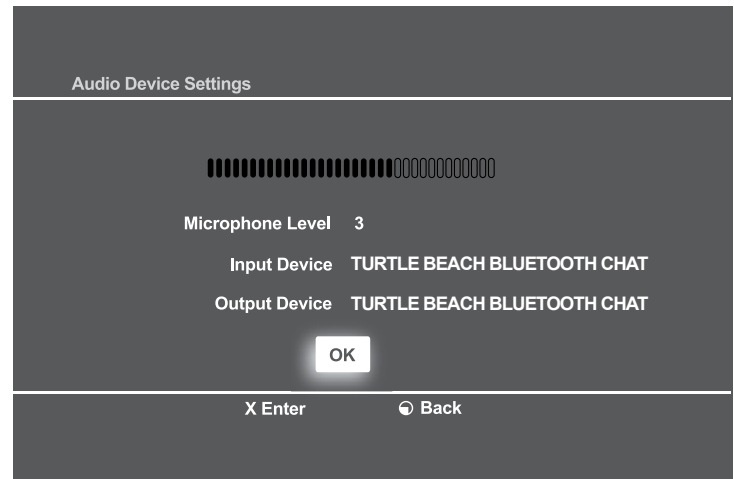 Audio Device Settings
Microphone Level 3
Input Device TURTLE BEACH BLUETOOTH CHAT
Output Device TURTLE BEACH BLUETOOTH CHAT
OK
X Enter Back